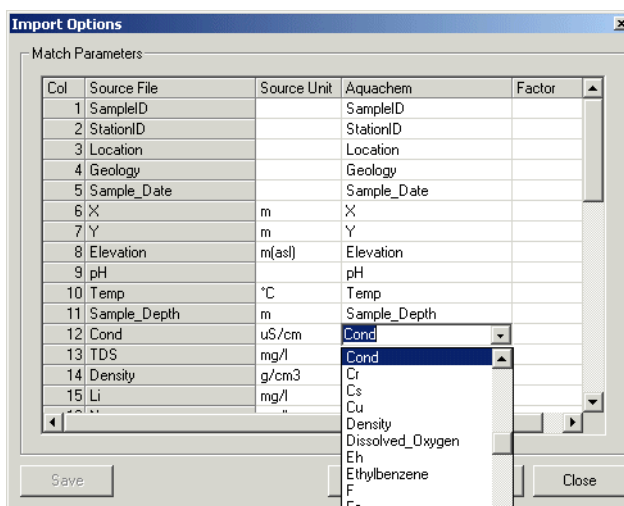 Import Options
Match Parameters
Col Source File Source Unit Aquachem Factor
1 SampleID SampleID
2 StationID StationID
3 Location Location
4 Geology Geology
5 Sample_Date Sample_Date
6 X m X
7 Y m Y
8 Elevation m(asl) Elevation
9 pH pH
10 Temp °C Temp
11 Sample_Depth m Sample_Depth
12 Cond uS/cm Cond
13 TDS mg/l Cond
14 Density g/cm3 Cr
15 Li mg/l Cs
Cu
Density
Dissolved_Oxygen
Eh
Ethylbenzene
F
Save Close